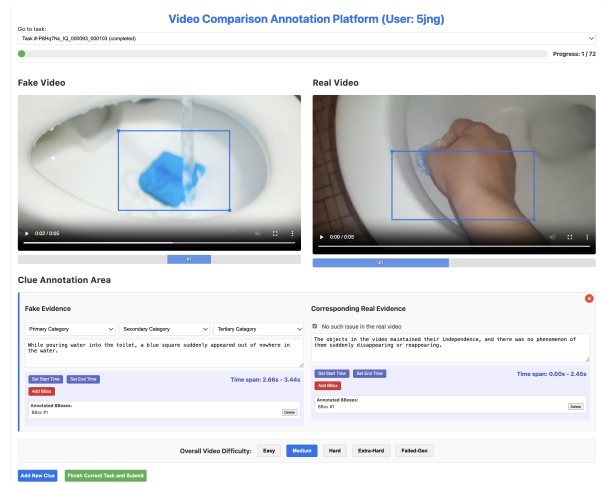 Video Comparison Annotation Platform (User: 5jng)
Go to task:
Task #-P8Hq7Ns_IQ_000093_000103 (completed)
Progress: 1 / 72
Fake Video
Real Video
0:02 / 0:05
0:00 / 0:05
#1
#1
Clue Annotation Area
Fake Evidence
Corresponding Real Evidence
Primary Category
Secondary Category
Tertiary Category
No such issue in the real video
While pouring water into the toilet, a blue square suddenly appeared out of nowhere in
the water.
The objects in the video maintained their independence, and there was no phenomenon of
them suddenly disappearing or reappearing.
Set Start Time
Set End Time
Time span: 2.66s - 3.44s
Add BBox
Annotated BBoxes:
BBox #1
Delete
Set Start Time
Set End Time
Time span: 0.00s - 2.45s
Add BBox
Annotated BBoxes:
BBox #1
Delete
Overall Video Difficulty:
Easy
Medium
Hard
Extra-Hard
Failed-Gen
Add New Clue
Finish Current Task and Submit